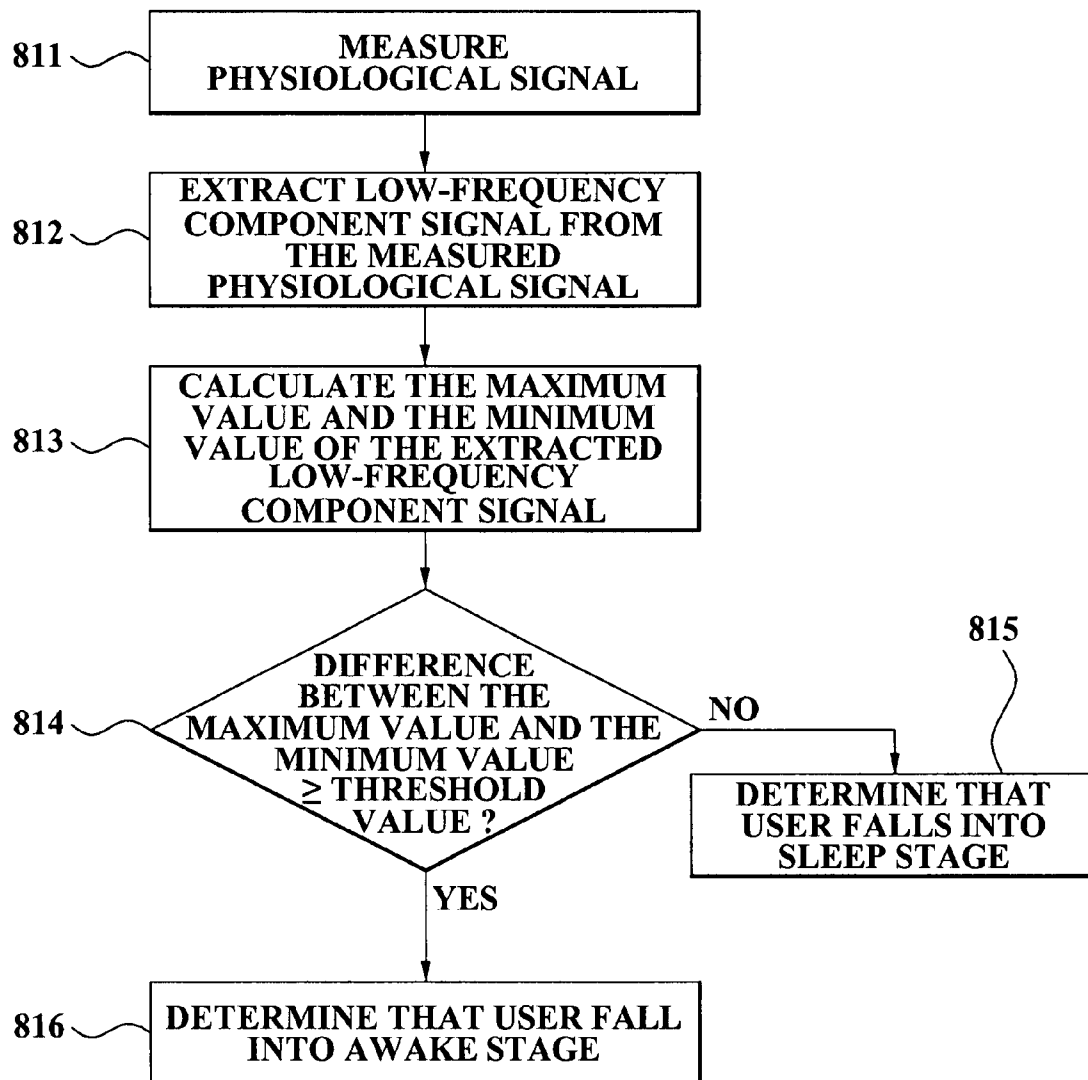 811
MEASURE
PHYSIOLOGICAL SIGNAL
812
EXTRACT LOW-FREQUENCY
COMPONENT SIGNAL FROM
THE MEASURED
PHYSIOLOGICAL SIGNAL
813
CALCULATE THE MAXIMUM
VALUE AND THE MINIMUM
VALUE OF THE EXTRACTED
LOW-FREQUENCY
COMPONENT SIGNAL
814
DIFFERENCE
BETWEEN THE
MAXIMUM VALUE AND THE
MINIMUM VALUE
≥ THRESHOLD
VALUE ?
NO
815
DETERMINE THAT
USER FALLS INTO
SLEEP STAGE
YES
816
DETERMINE THAT USER FALL
INTO AWAKE STAGE